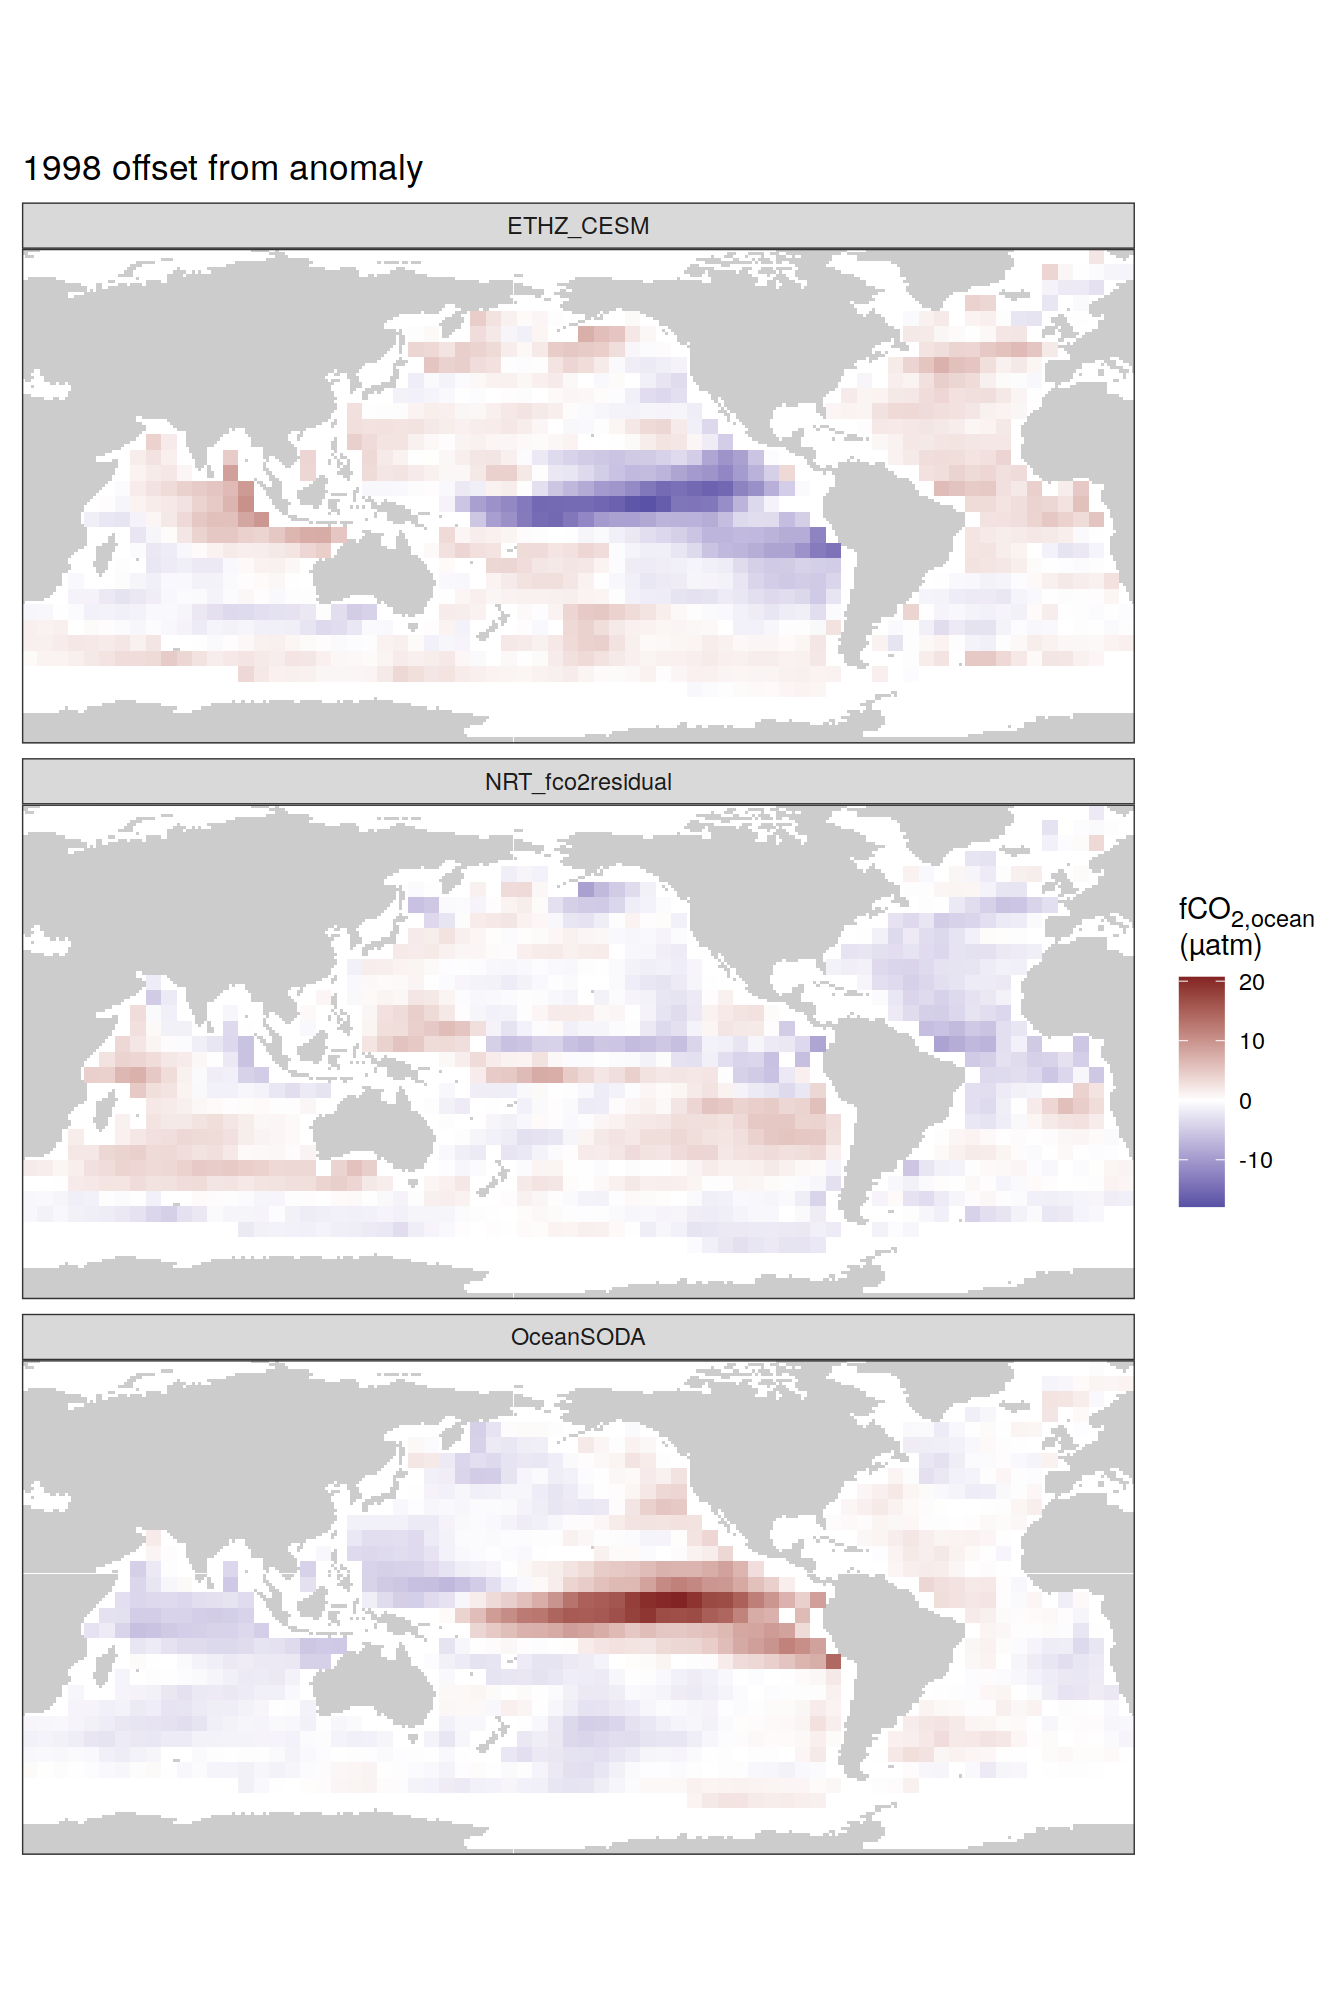 1998 offset from anomaly
ETHZ_CESM
NRT_fco2residual
fCO2,ocean
(µatm)
20
10
0
-10
OceanSODA